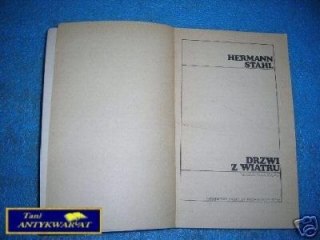 HERMANN
STAHL
DRZWI
Z WIATRU
Tani
ANTYKWARIAT